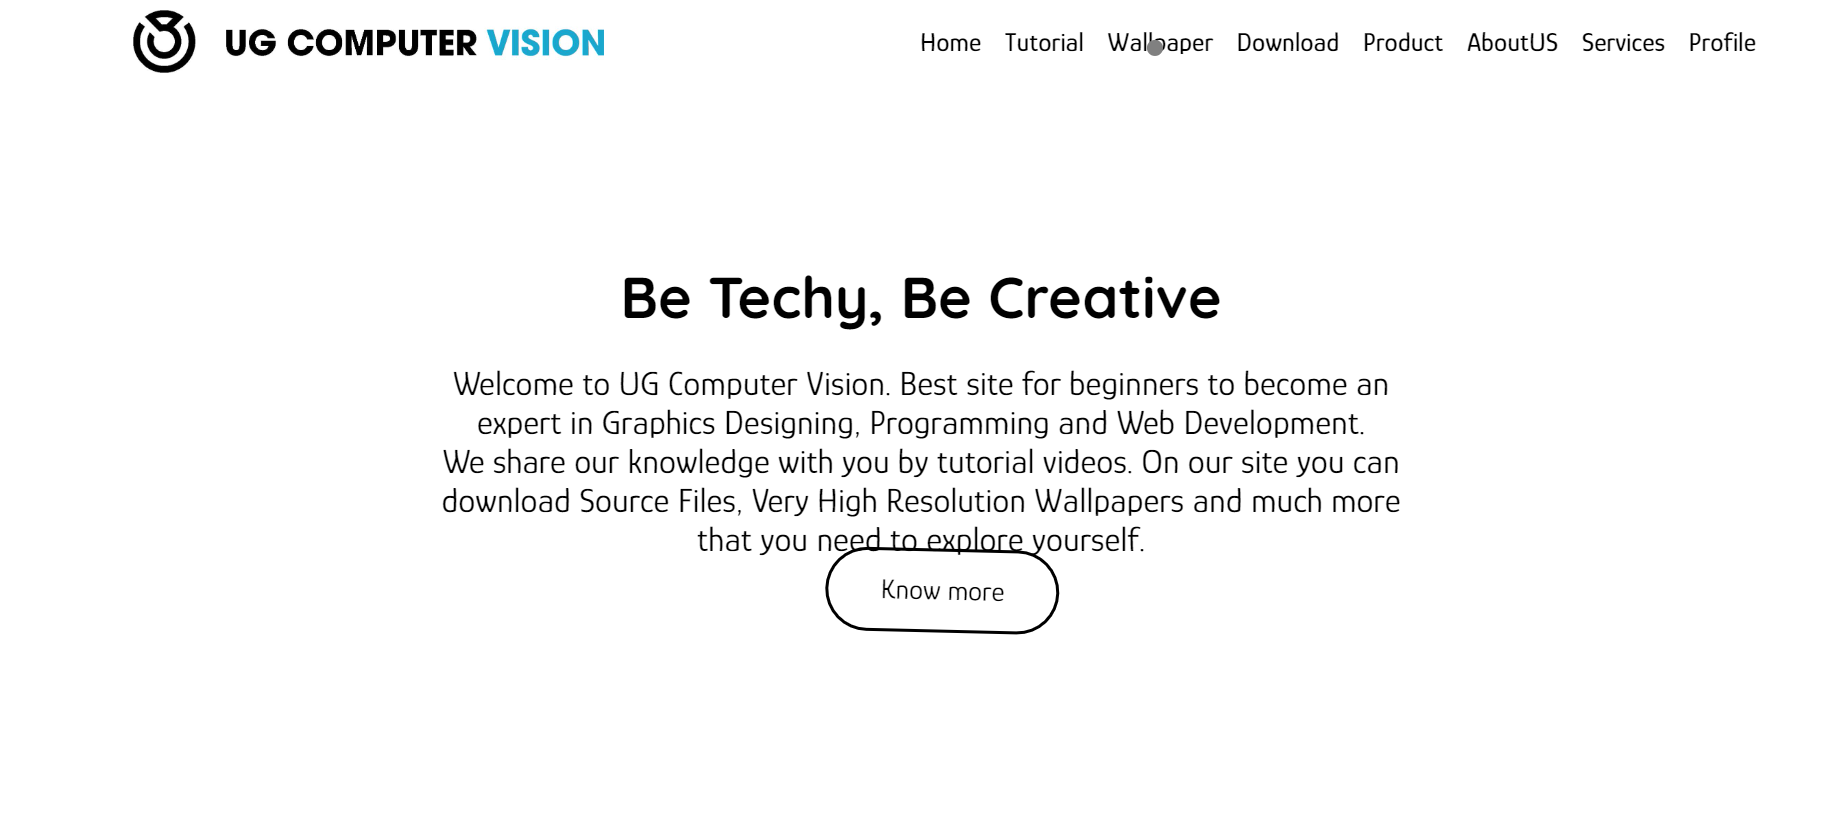 UG COMPUTER VISION
Home Tutorial Wallpaper Download Product AboutUS Services Profile
Be Techy, Be Creative
Welcome to UG Computer Vision. Best site for beginners to become an
expert in Graphics Designing, Programming and Web Development.
We share our knowledge with you by tutorial videos. On our site you can
download Source Files, Very High Resolution Wallpapers and much more
that you need to explore yourself.
Know more